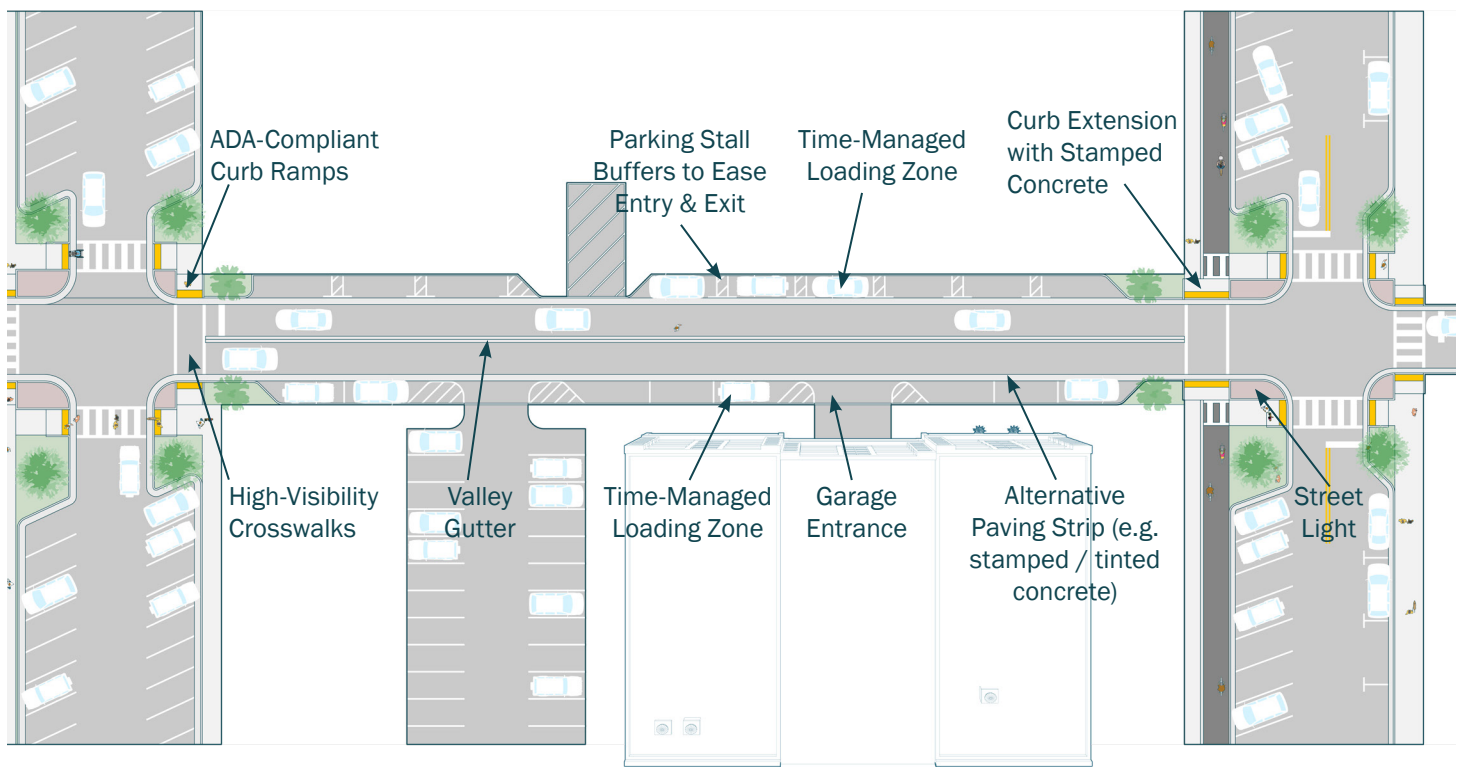 ADA-Compliant
Curb Ramps
Parking Stall
Buffers to Ease
Entry & Exit
Time-Managed
Loading Zone
Curb Extension
with Stamped
Concrete
High-Visibility
Crosswalks
Valley
Gutter
Time-Managed
Loading Zone
Garage
Entrance
Alternative
Paving Strip (e.g.
stamped / tinted
concrete)
Street
Light